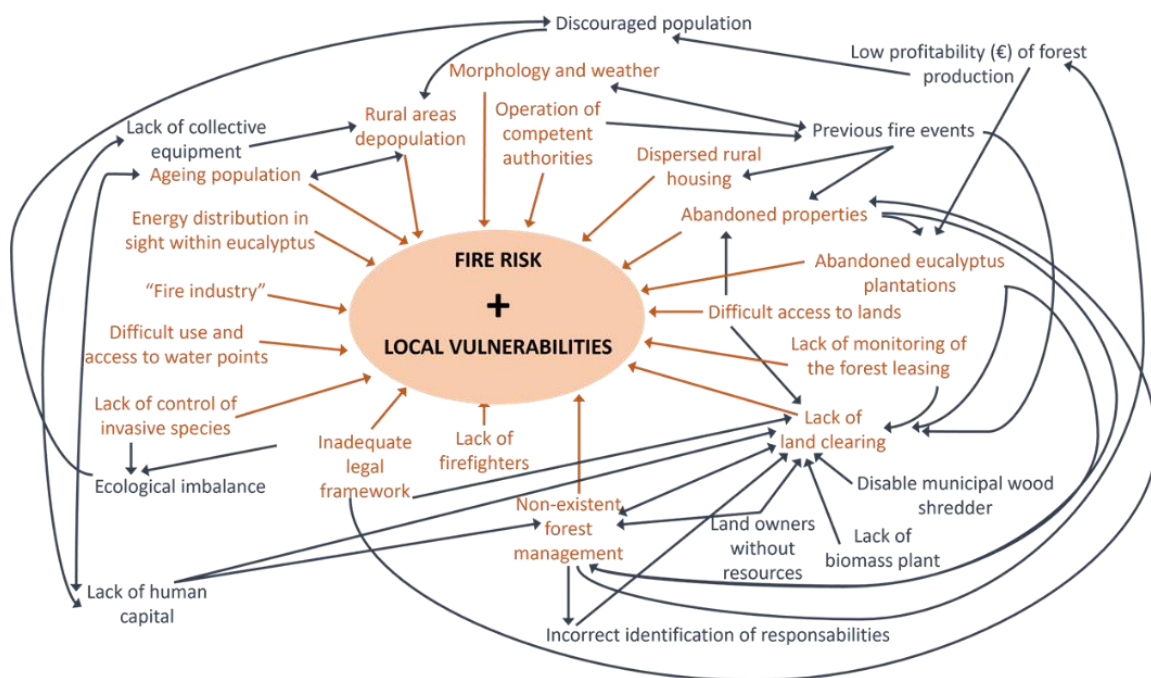 Discouraged population
Low profitability (€) of forest
production
Morphology and weather
Rural areas
depopulation
Operation of
competent
authorities
Lack of collective
equipment
Previous fire events
Ageing population
Dispersed rural
housing
Energy distribution in
sight within eucalyptus
Abandoned properties
FIRE RISK
+
LOCAL VULNERABILITIES
Abandoned eucalyptus
plantations
“Fire industry”
Difficult access to lands
Difficult use and
access to water points
Lack of monitoring of
the forest leasing
Lack of control of
invasive species
Lack of
land clearing
Inadequate
legal
framework
Lack of
firefighters
Ecological imbalance
Disable municipal wood
shredder
Non-existent
forest
management
Land owners
without
resources
Lack of
biomass plant
Lack of human
capital
Incorrect identification of responsabilities